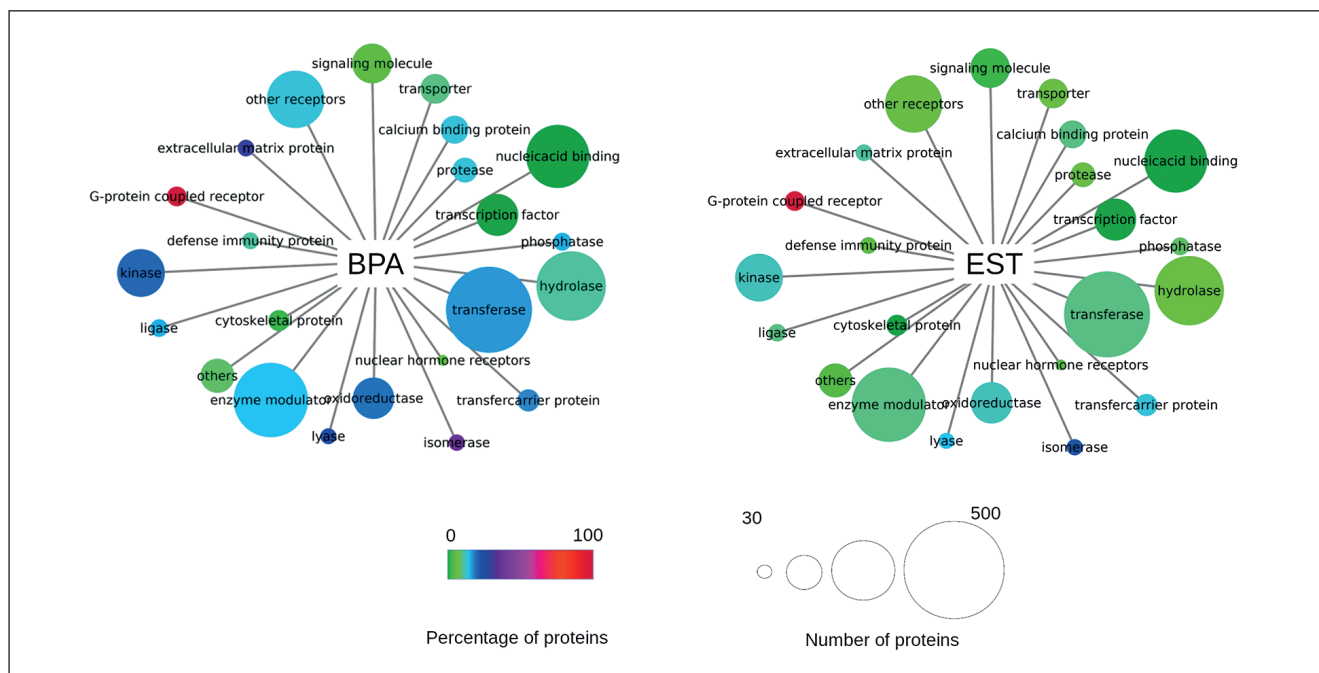 signaling molecule
transporter
other receptors
calcium binding protein
extracellular matrix protein
nucleicacid binding
protease
G-protein coupled receptor
transcription factor
defense immunity protein
phosphatase
BPA
kinase
hydrolase
transferase
cytoskeletal protein
ligase
nuclear hormone receptors
others
enzyme modulator
oxidoreductase
transfercarrier protein
lyase
isomerase
signaling molecule
transporter
other receptors
calcium binding protein
extracellular matrix protein
nucleicacid binding
protease
G-protein coupled receptor
transcription factor
defense immunity protein
phosphatase
EST
kinase
hydrolase
transferase
cytoskeletal protein
ligase
nuclear hormone receptors
others
enzyme modulator
oxidoreductase
transfercarrier protein
lyase
isomerase
0 100
Percentage of proteins
30 500
Number of proteins